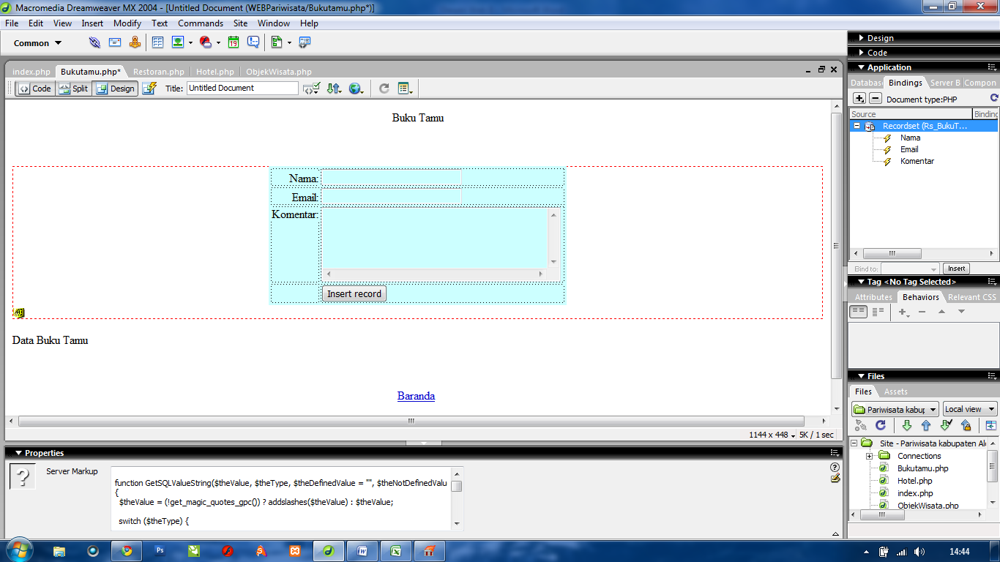 Macromedia Dreamweaver MX 2004 - [Untitled Document (WEBPariwisata/Bukutamu.php*)]
File Edit View Insert Modify Text Commands Site Window Help
Common
19
index.php Bukutamu.php* Restoran.php Hotel.php ObjekWisata.php
Code Split Design Title: Untitled Document
Buku Tamu
Nama:
Email:
Komentar:
Insert record
Data Buku Tamu
Baranda
1144 x 448 5K / 1 sec
Properties
Server Markup
function GetSQLValueString($theValue, $theType, $theDefinedValue = "", $theNotDefinedValu
{
$theValue = (!get_magic_quotes_gpc()) ? addslashes($theValue) : $theValue;
switch ($theType) {
Design
Code
Application
Databas Bindings Server B Compon
Document type:PHP
Source Binding
Recordset (Rs_BukuT...
Nama
Email
Komentar
Bind to: Insert
Tag <No Tag Selected>
Attributes Behaviors Relevant CSS
Files
Files Assets
Pariwisata kabup Local view
Site - Pariwisata kabupaten Al
Connections
Bukutamu.php
Hotel.php
index.php
ObjekWisata.php
Ps
14:44